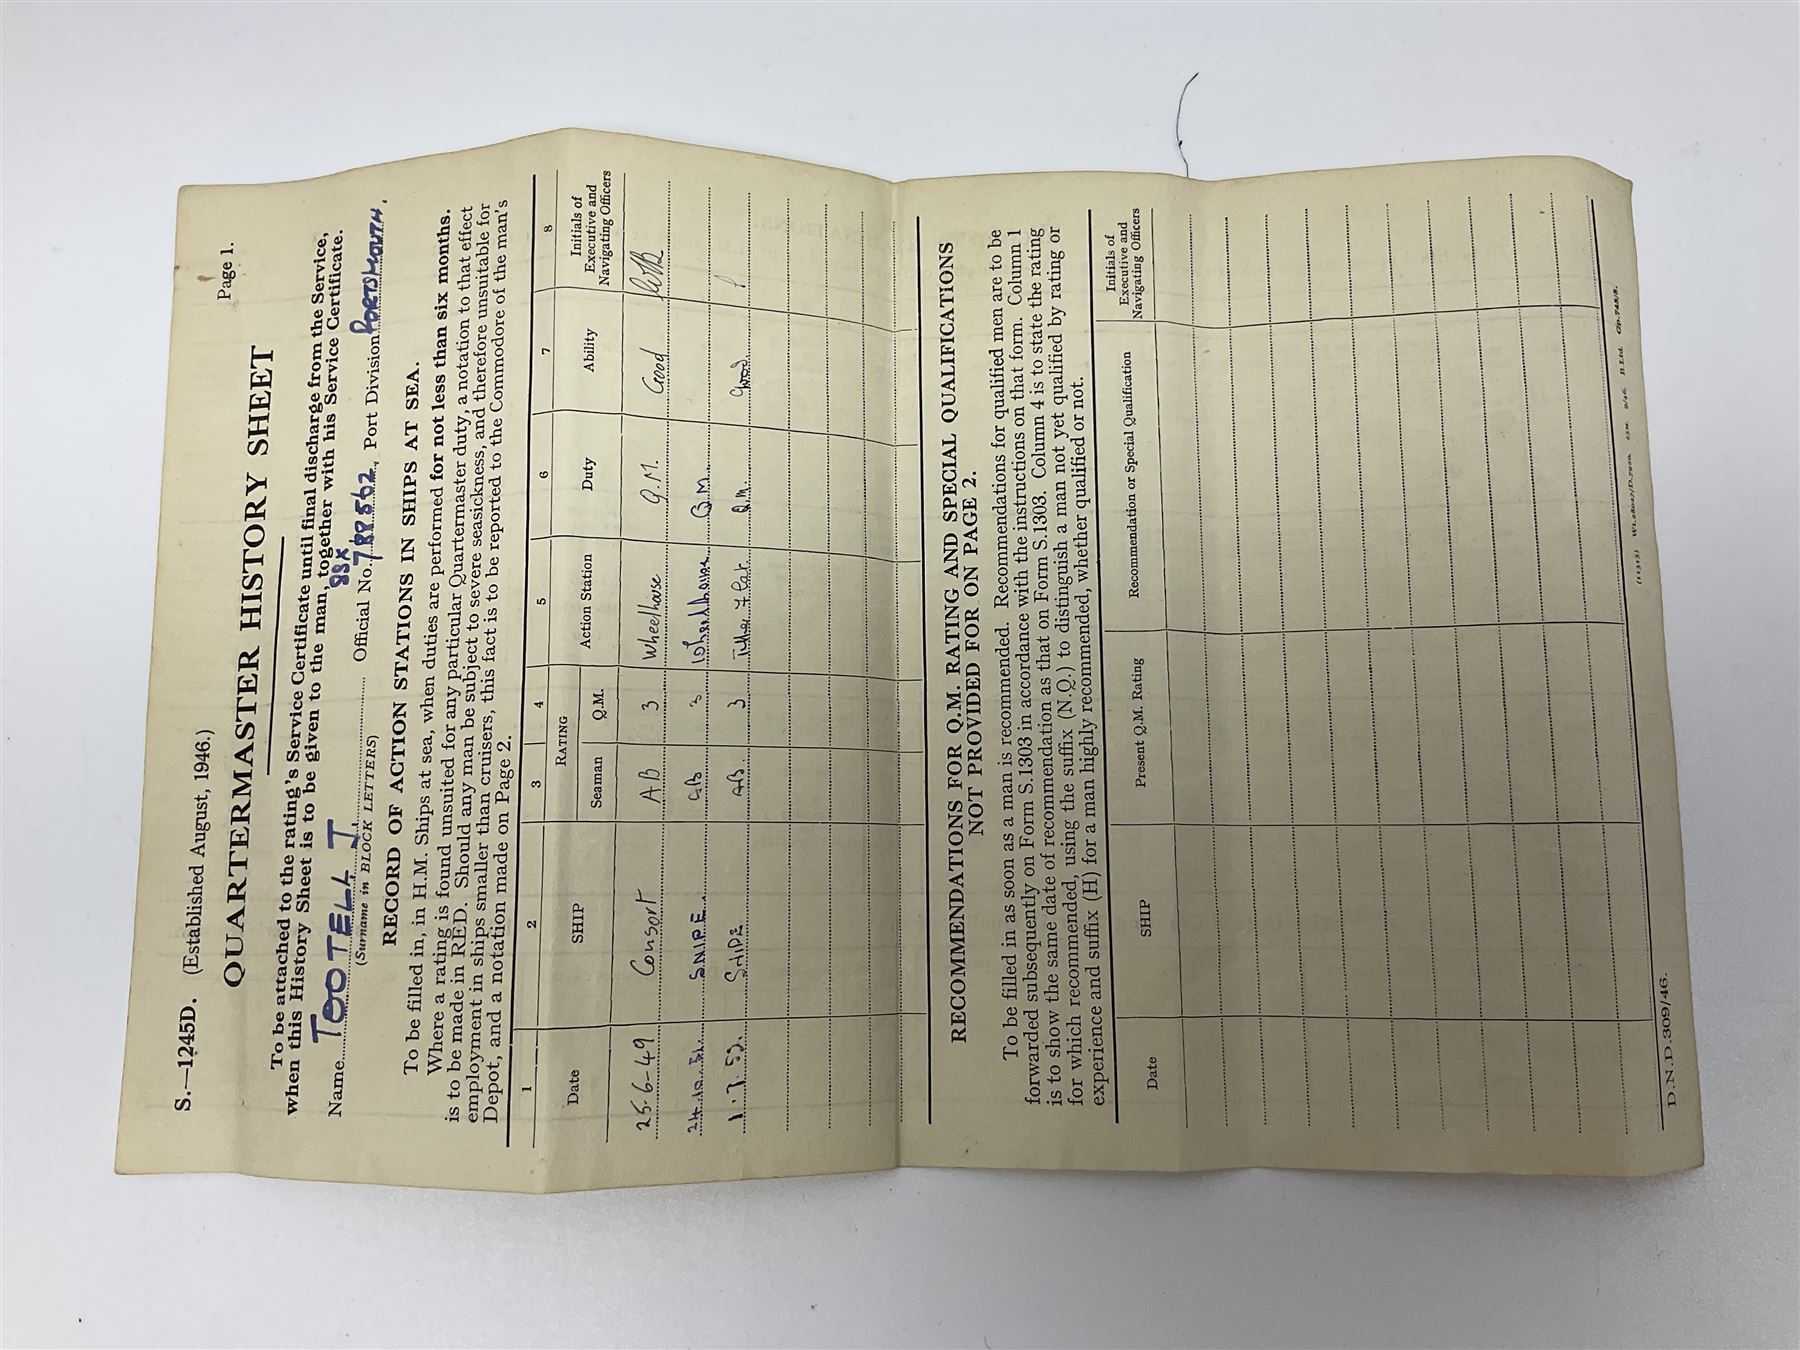 S.—1245D. (Established August, 1946.) Page 1.
QUARTERMASTER HISTORY SHEET
To be attached to the rating's Service Certificate until final discharge from the Service,
when this History Sheet is to be given to the man, together with his Service Certificate.
SSX
Name TOOTELL J Official No. 788562, Port Division PORTSMOUTH.
(Surname in BLOCK LETTERS)
RECORD OF ACTION STATIONS IN SHIPS AT SEA.
To be filled in, in H.M. Ships at sea, when duties are performed for not less than six months.
Where a rating is found unsuited for any particular Quartermaster duty, a notation to that effect
is to be made in RED. Should any man be subject to severe seasickness, and therefore unsuitable for
employment in ships smaller than cruisers, this fact is to be reported to the Commodore of the man's
Depot, and a notation made on Page 2.
1 2 3 4 5 6 7 8
Date SHIP RATING Seaman Q.M. Action Station Duty Ability Initials of Executive and Navigating Officers
25-6-49 Consort AB 3 Wheelhouse Q.M. Good
24.10.51. SNIPE. AB 3 Wheelhouse Q.M.
1.7.52. SNIPE AB. 3 Tiller Flat Q.M. Good
RECOMMENDATIONS FOR Q.M. RATING AND SPECIAL QUALIFICATIONS
NOT PROVIDED FOR ON PAGE 2.
To be filled in as soon as a man is recommended. Recommendations for qualified men are to be
forwarded subsequently on Form S.1303 in accordance with the instructions on that form. Column 1
is to show the same date of recommendation as that on Form S.1303. Column 4 is to state the rating
for which recommended, using the suffix (N.Q.) to distinguish a man not yet qualified by rating or
experience and suffix (H) for a man highly recommended, whether qualified or not.
Date SHIP Present Q.M. Rating Recommendation or Special Qualification Initials of Executive and Navigating Officers
D.N.D.309/46.